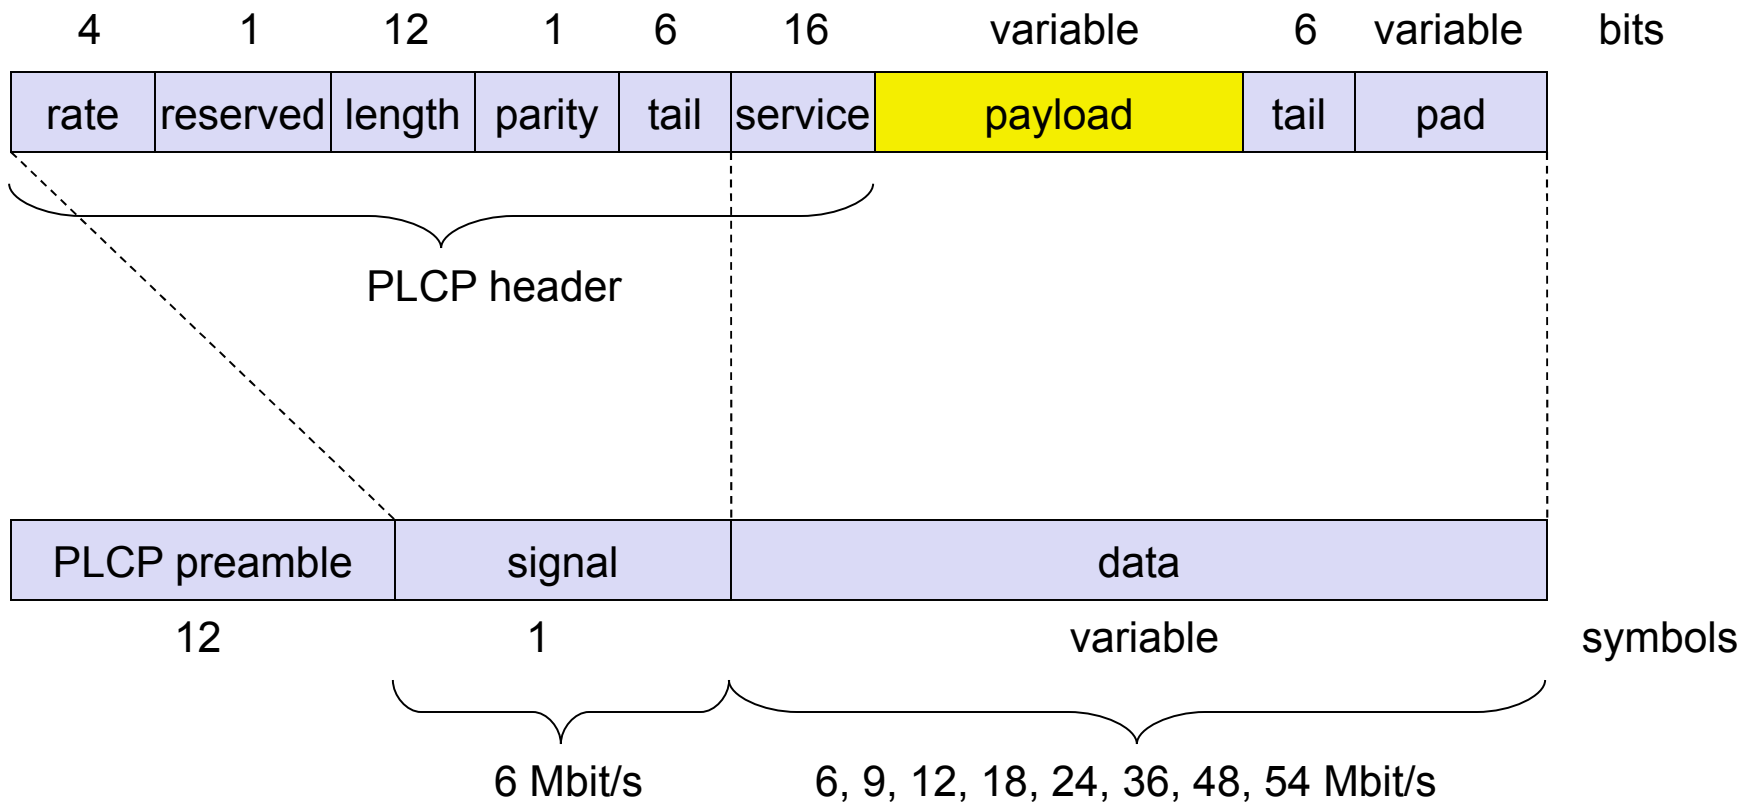 4 1 12 1 6 16 variable 6 variable bits
rate reserved length parity tail service payload tail pad
PLCP header
PLCP preamble signal data
12 1 variable symbols
6 Mbit/s 6, 9, 12, 18, 24, 36, 48, 54 Mbit/s